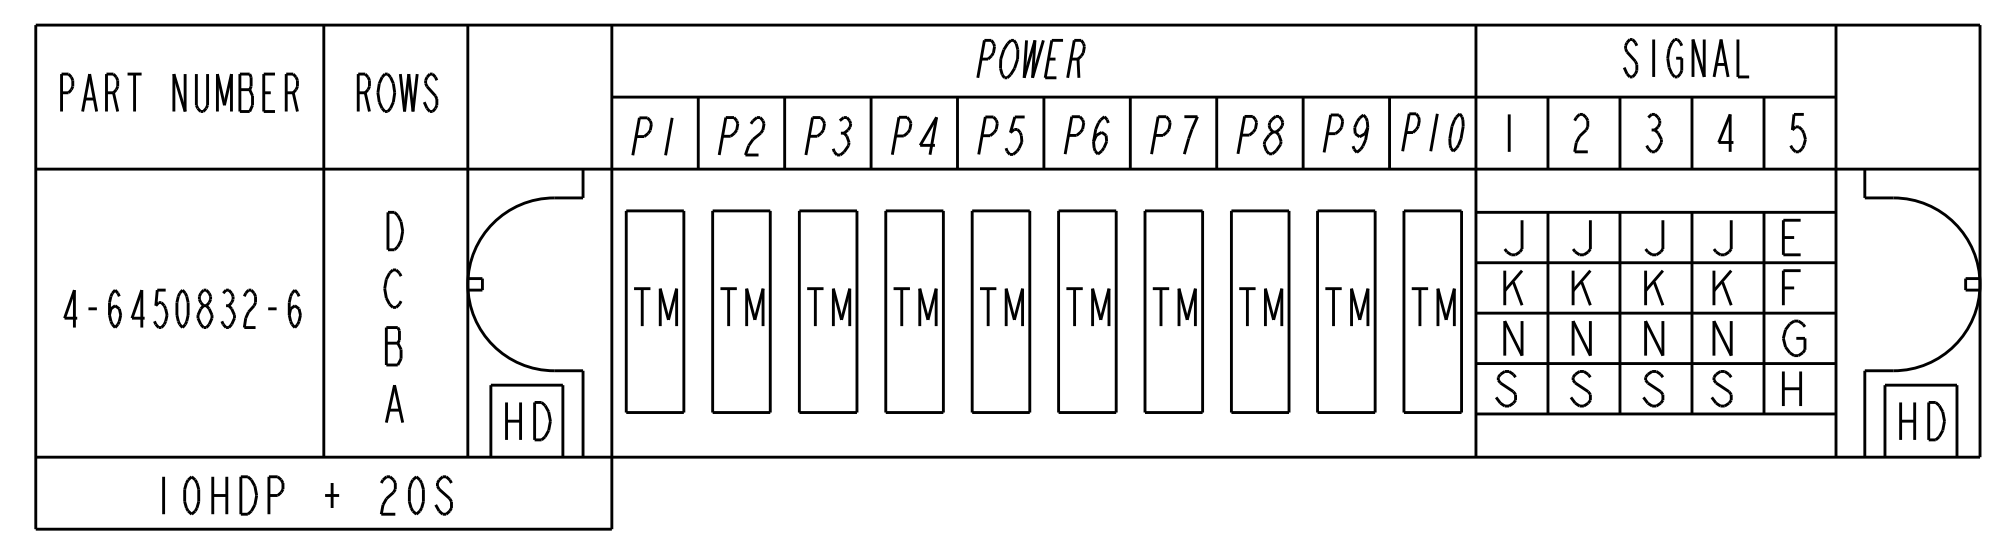 PART NUMBER ROWS POWER SIGNAL
P1 P2 P3 P4 P5 P6 P7 P8 P9 P10 1 2 3 4 5
D J J J J E
C K K K K F
4-6450832-6 TM TM TM TM TM TM TM TM TM TM
B N N N N G
A S S S S H
HD HD
10HDP + 20S